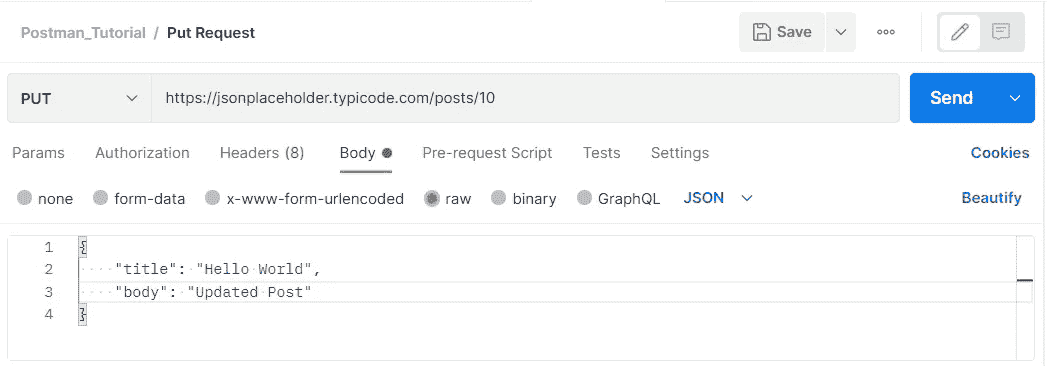 Postman_Tutorial / Put Request Save
PUT https://jsonplaceholder.typicode.com/posts/10 Send
Params Authorization Headers (8) Body Pre-request Script Tests Settings Cookies
none form-data x-www-form-urlencoded raw binary GraphQL JSON Beautify
1 {
2 "title": "Hello World",
3 "body": "Updated Post"
4 }